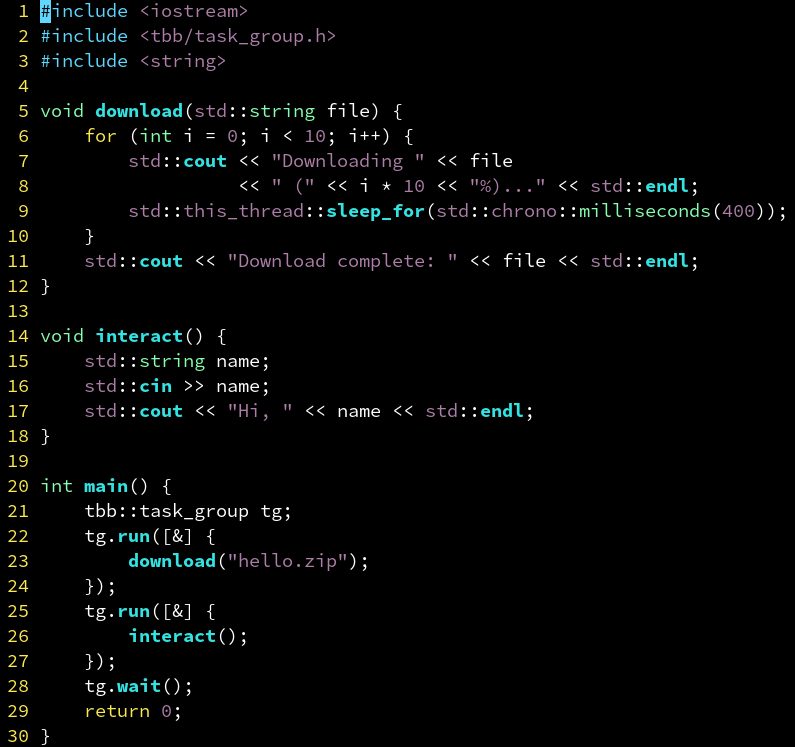 1 #include <iostream>
2 #include <tbb/task_group.h>
3 #include <string>
4
5 void download(std::string file) {
6     for (int i = 0; i < 10; i++) {
7         std::cout << "Downloading " << file
8                   << " (" << i * 10 << "%)..." << std::endl;
9         std::this_thread::sleep_for(std::chrono::milliseconds(400));
10     }
11     std::cout << "Download complete: " << file << std::endl;
12 }
13
14 void interact() {
15     std::string name;
16     std::cin >> name;
17     std::cout << "Hi, " << name << std::endl;
18 }
19
20 int main() {
21     tbb::task_group tg;
22     tg.run([&] {
23         download("hello.zip");
24     });
25     tg.run([&] {
26         interact();
27     });
28     tg.wait();
29     return 0;
30 }